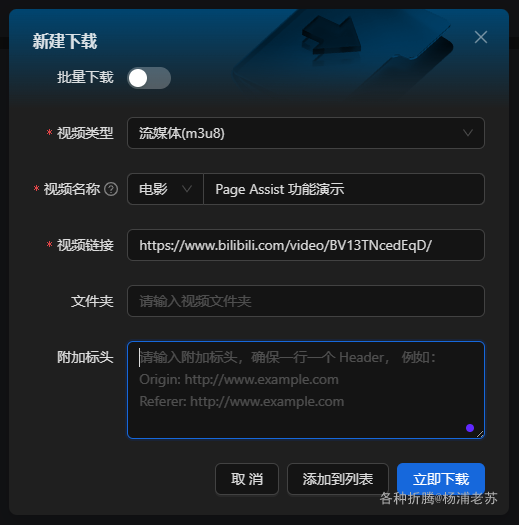 新建下载
批量下载
* 视频类型 流媒体(m3u8)
* 视频名称 ? 电影 Page Assist 功能演示
* 视频链接 https://www.bilibili.com/video/BV13TNcedEqD/
文件夹 请输入视频文件夹
附加标头 请输入附加标头，确保一行一个 Header， 例如：
Origin: http://www.example.com
Referer: http://www.example.com
取 消 添加到列表 立即下载
各种折腾@杨浦老苏